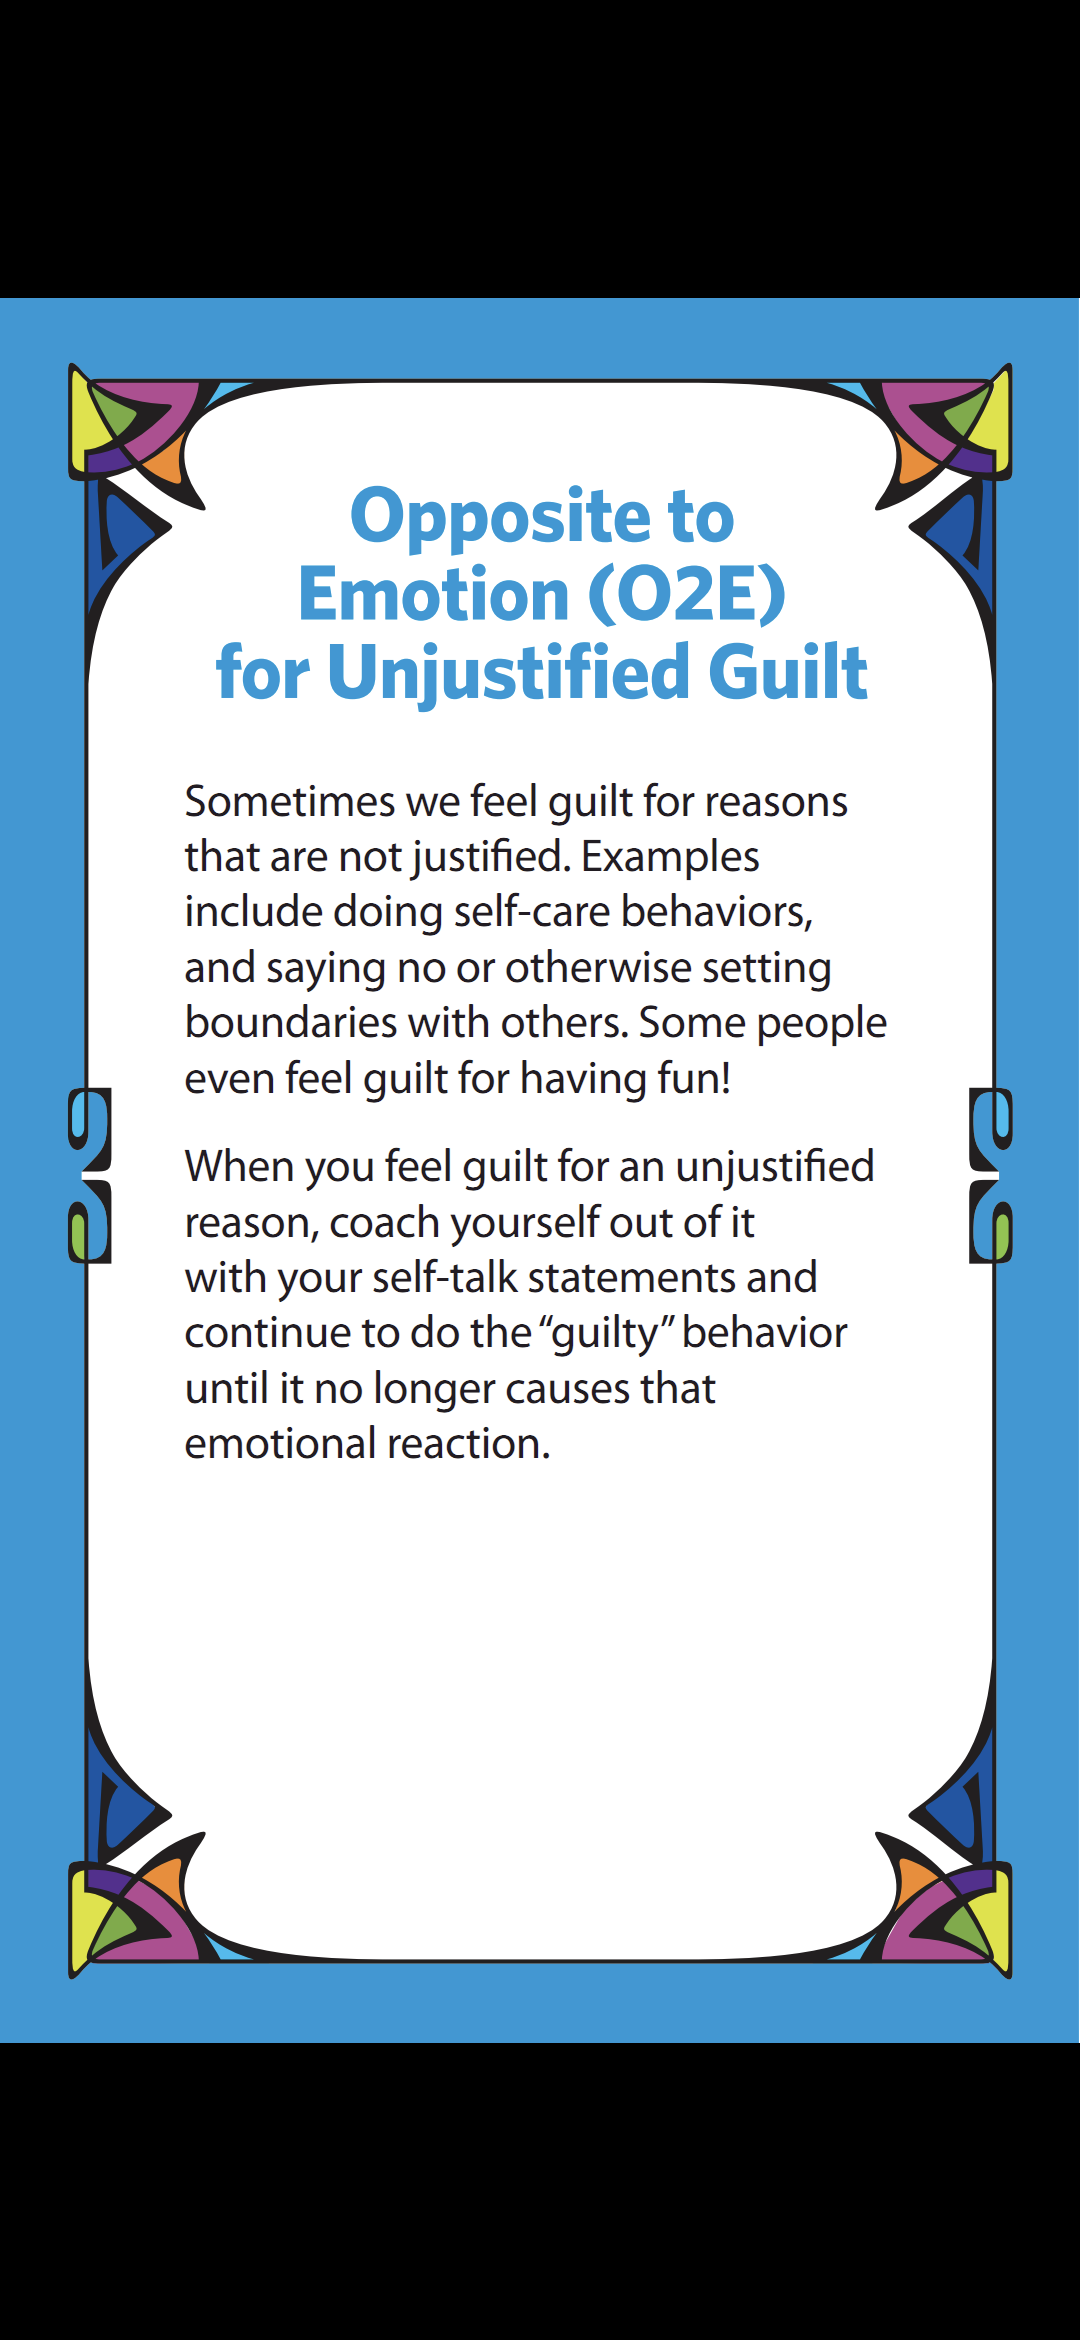 Opposite to
Emotion (O2E)
for Unjustified Guilt
Sometimes we feel guilt for reasons
that are not justified. Examples
include doing self-care behaviors,
and saying no or otherwise setting
boundaries with others. Some people
even feel guilt for having fun!
When you feel guilt for an unjustified
reason, coach yourself out of it
with your self-talk statements and
continue to do the “guilty” behavior
until it no longer causes that
emotional reaction.